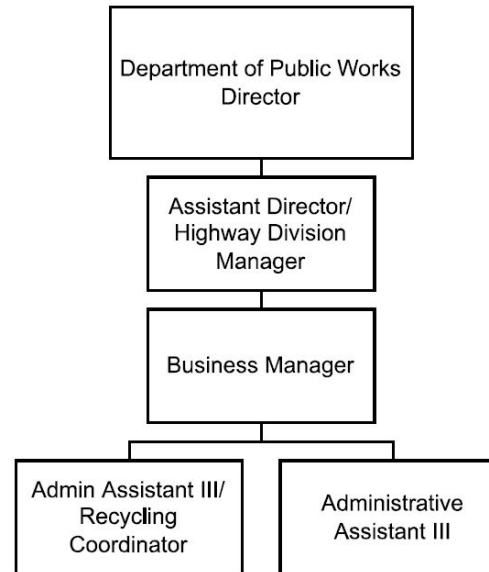 Department of Public Works
Director
Assistant Director/
Highway Division
Manager
Business Manager
Admin Assistant III/
Recycling
Coordinator
Administrative
Assistant III